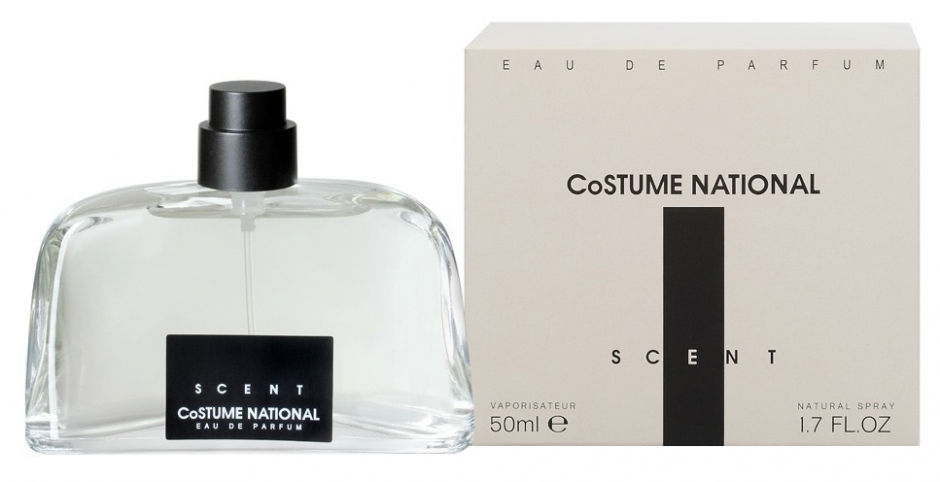 EAU DE PARFUM
CoSTUME NATIONAL
SCENT
VAPORISATEUR
50ml ℮
NATURAL SPRAY
1.7 FL.OZ
SCENT
CoSTUME NATIONAL
EAU DE PARFUM